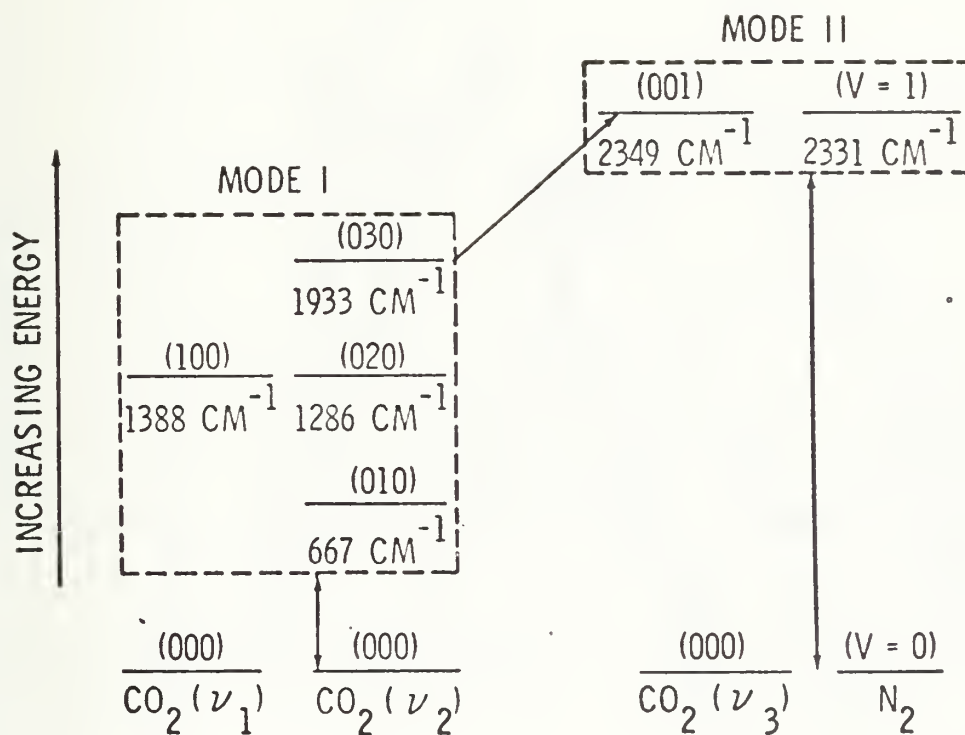 MODE II
(001) (V = 1)
2349 CM⁻¹ 2331 CM⁻¹
MODE I
(030)
1933 CM⁻¹
(100) (020)
1388 CM⁻¹ 1286 CM⁻¹
(010)
667 CM⁻¹
INCREASING ENERGY
(000) (000) (000) (V = 0)
CO₂(ν₁) CO₂(ν₂) CO₂(ν₃) N₂